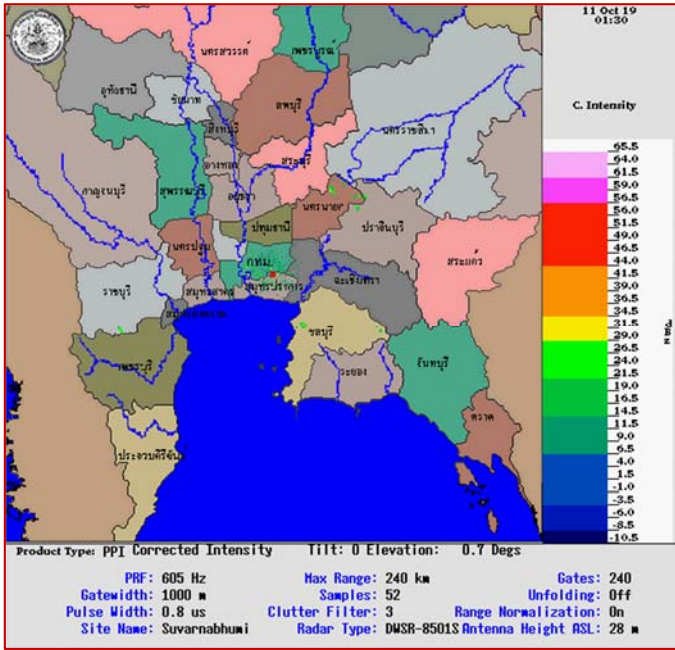 11 Oct 19
01:30
C. Intensity
นครสวรรค์
เพชรบูรณ์
อุทัยธานี
ชัยนาท
ลพบุรี
สิงห์บุรี
นครราชสีมา
อ่างทอง
สระบุรี
กาญจนบุรี
สุพรรณบุรี
อยุธยา
นครนายก
ปราจีนบุรี
ปทุมธานี
นครปฐม
กทม.
สระแก้ว
ราชบุรี
สมุทรสาคร
สมุทรปราการ
ฉะเชิงเทรา
ชลบุรี
เพชรบุรี
ระยอง
จันทบุรี
ตราด
ประจวบคีรีขันธ์
65.5
64.0
61.5
59.0
56.5
56.0
51.5
49.0
46.5
44.0
41.5
39.0
36.5
34.0
31.5
29.0
26.5
24.0
21.5
19.0
16.5
14.0
11.5
9.0
6.5
4.0
1.5
-1.0
-3.5
-6.0
-8.5
-10.5
Product Type: PPI Corrected Intensity Tilt: 0 Elevation: 0.7 Degs
PRF: 605 Hz Max Range: 240 km Gates: 240
Gatewidth: 1000 m Samples: 52 Unfolding: Off
Pulse Width: 0.8 us Clutter Filter: 3 Range Normalization: On
Site Name: Suvarnabhumi Radar Type: DWSR-8501S Antenna Height ASL: 28 m